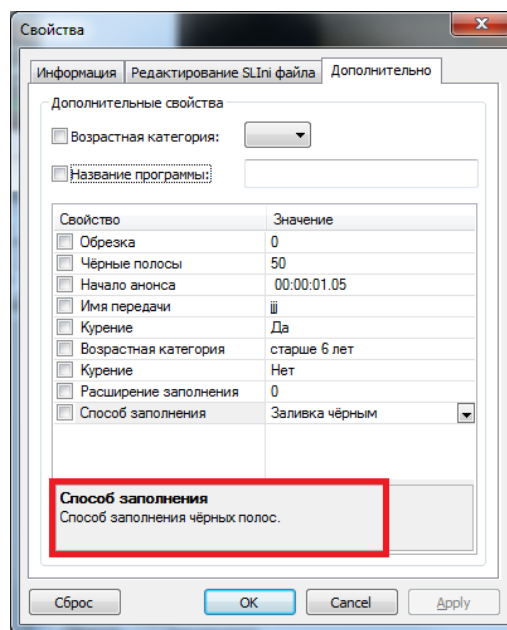 Свойства
Информация Редактирование SLIni файла Дополнительно
Дополнительные свойства
Возрастная категория:
Название программы:
Свойство Значение
Обрезка 0
Чёрные полосы 50
Начало анонса 00:00:01.05
Имя передачи jjj
Курение Да
Возрастная категория старше 6 лет
Курение Нет
Расширение заполнения 0
Способ заполнения Заливка чёрным
Способ заполнения
Способ заполнения чёрных полос.
Сброс OK Cancel Apply